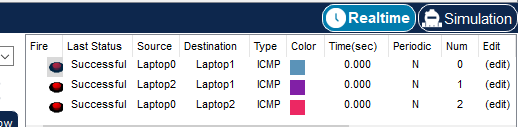 Realtime Simulation
Fire Last Status Source Destination Type Color Time(sec) Periodic Num Edit
Successful Laptop0 Laptop1 ICMP 0.000 N 0 (edit)
Successful Laptop2 Laptop1 ICMP 0.000 N 1 (edit)
Successful Laptop0 Laptop2 ICMP 0.000 N 2 (edit)